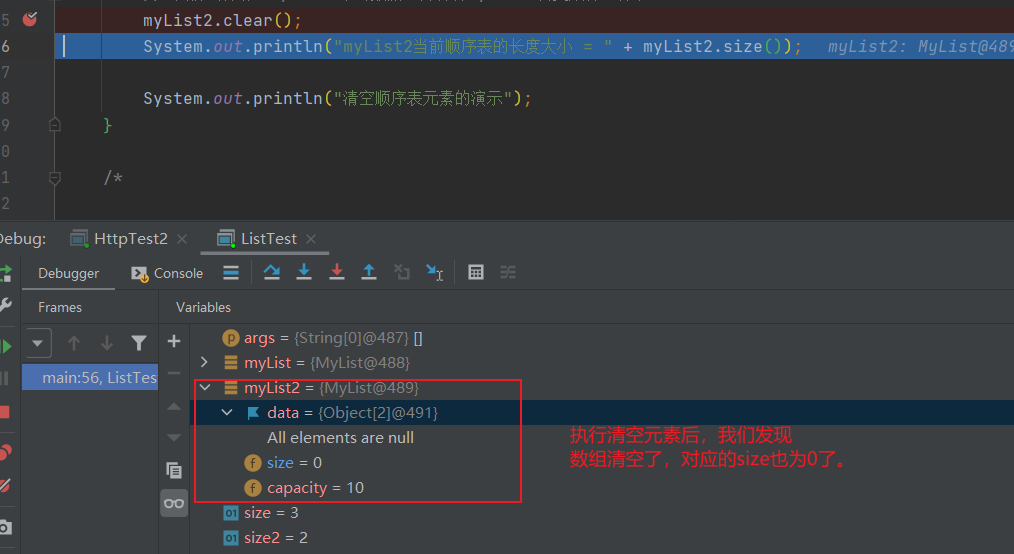 5 myList2.clear();
6 System.out.println("myList2当前顺序表的长度大小 = " + myList2.size()); myList2: MyList@489
7
8 System.out.println("清空顺序表元素的演示");
9 }
0
1 /*
2
Debug: HttpTest2 ListTest
Debugger Console
Frames Variables
args = {String[0]@487} []
myList = {MyList@488}
main:56, ListTes
myList2 = {MyList@489}
data = {Object[2]@491}
All elements are null
size = 0
capacity = 10
size = 3
size2 = 2
执行清空元素后，我们发现
数组清空了，对应的size也为0了。